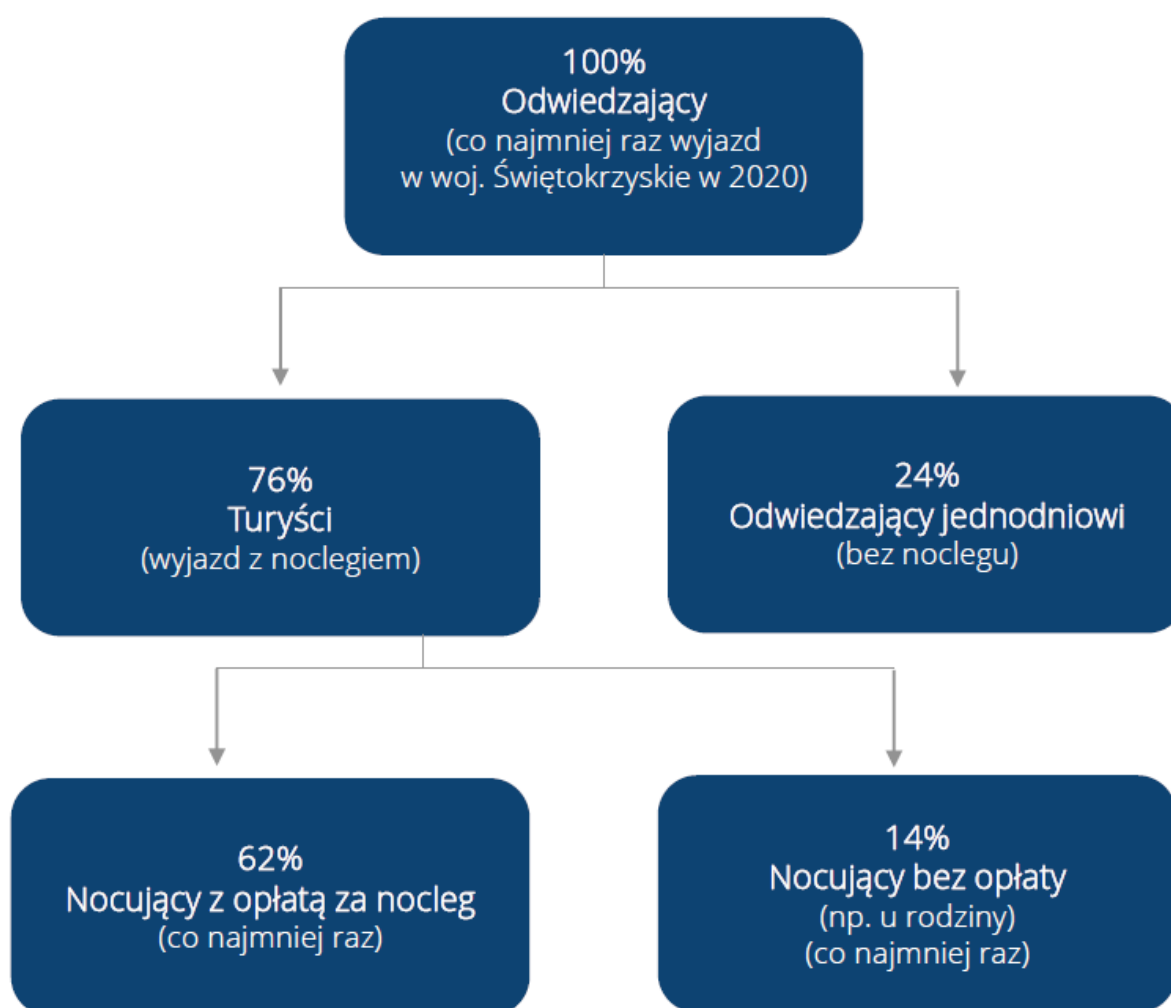 100%
Odwiedzający
(co najmniej raz wyjazd
w woj. Świętokrzyskie w 2020)
76%
Turyści
(wyjazd z noclegiem)
24%
Odwiedzający jednodniowi
(bez noclegu)
62%
Nocujący z opłatą za nocleg
(co najmniej raz)
14%
Nocujący bez opłaty
(np. u rodziny)
(co najmniej raz)